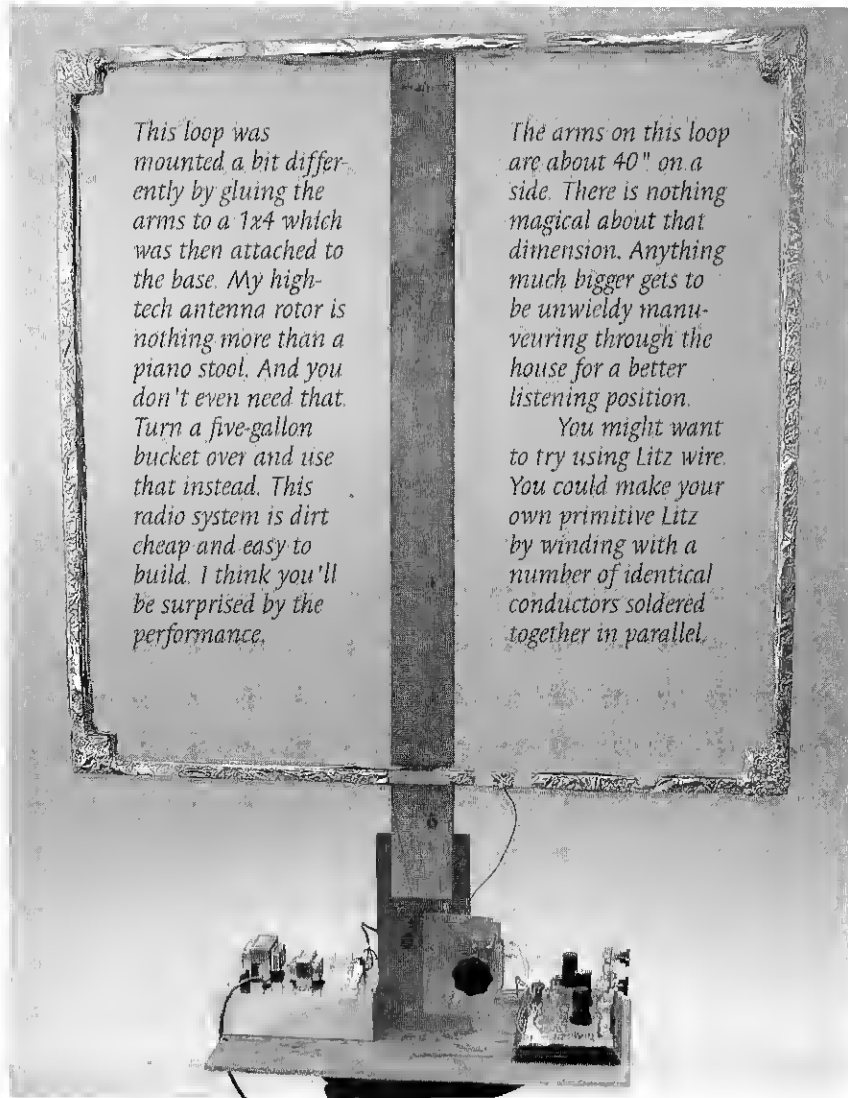 This loop was
mounted a bit differ-
ently by gluing the
arms to a 1x4 which
was then attached to
the base. My high-
tech antenna rotor is
nothing more than a
piano stool. And you
don't even need that.
Turn a five-gallon
bucket over and use
that instead. This
radio system is dirt
cheap and easy to
build. I think you'll
be surprised by the
performance.
The arms on this loop
are about 40" on a
side. There is nothing
magical about that
dimension. Anything
much bigger gets to
be unwieldy manu-
veuring through the
house for a better
listening position.
You might want
to try using Litz wire.
You could make your
own primitive Litz
by winding with a
number of identical
conductors soldered
together in parallel.